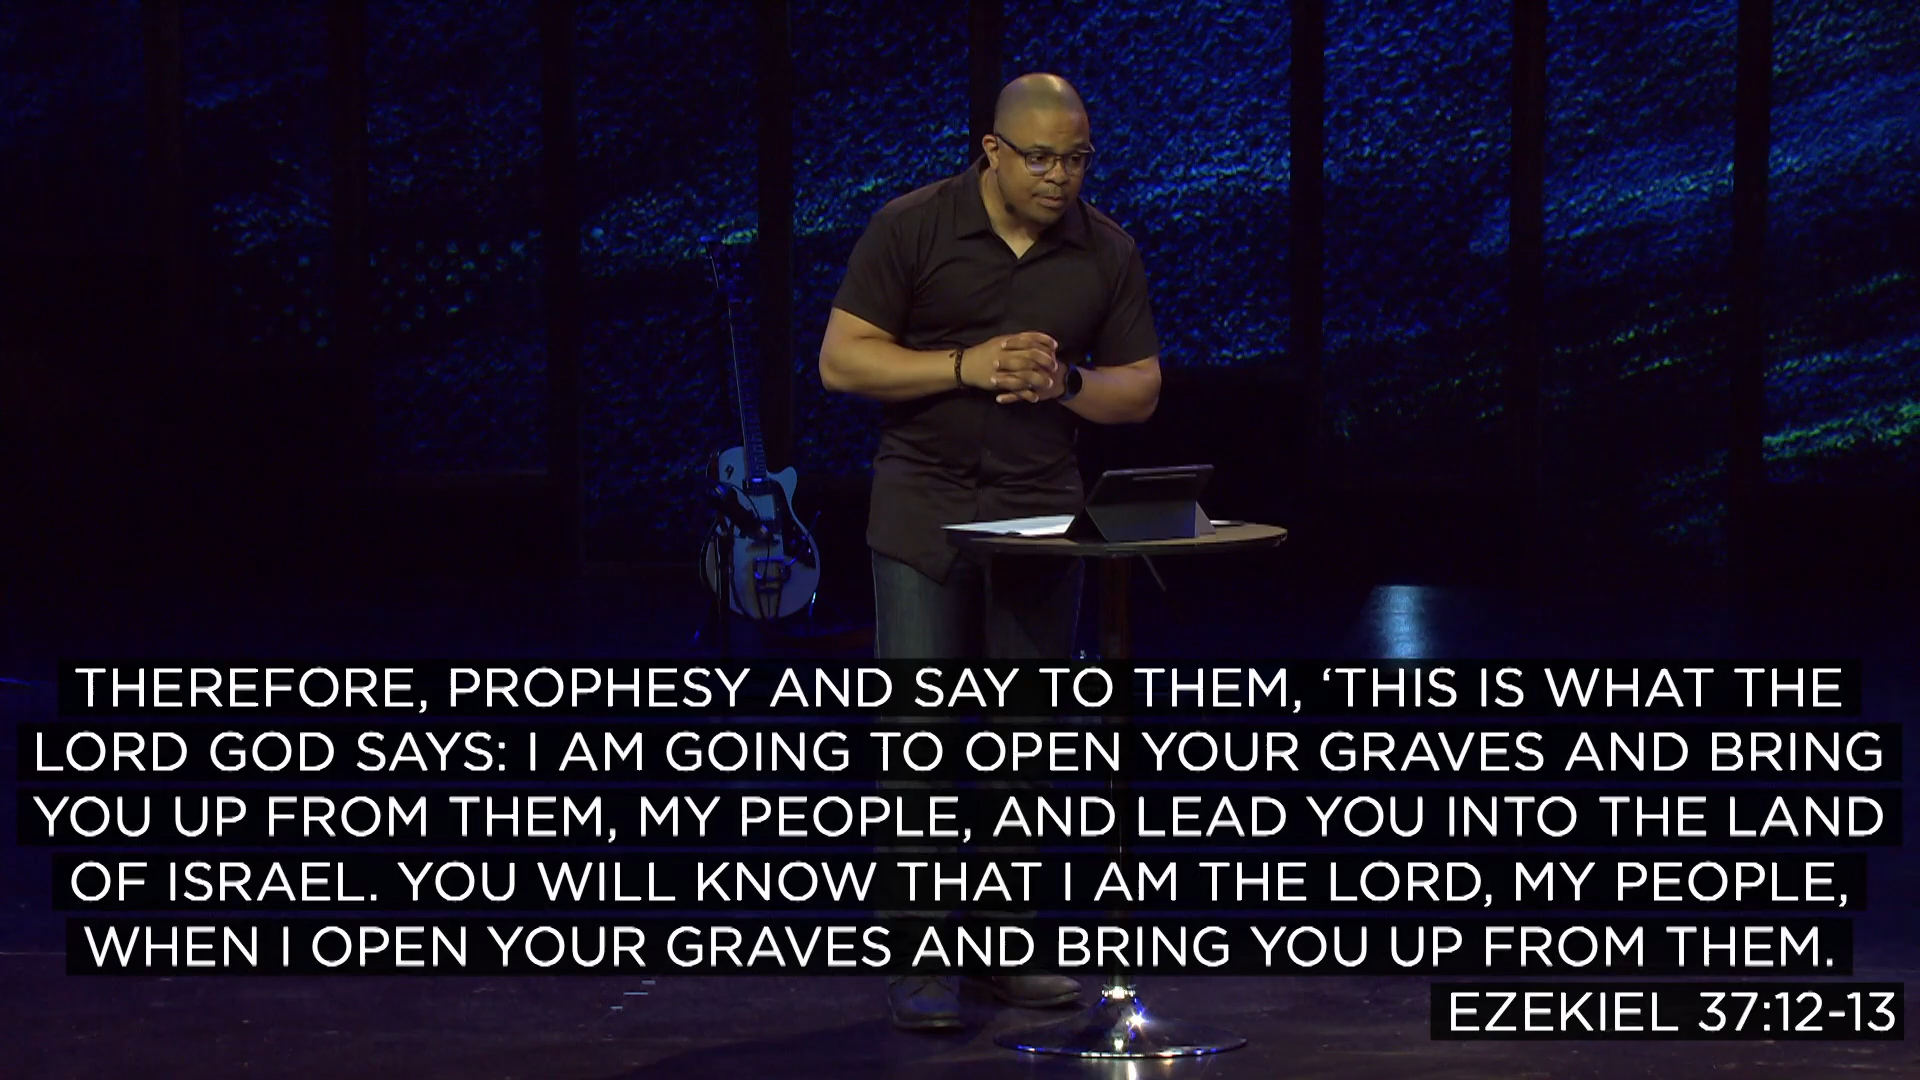 THEREFORE, PROPHESY AND SAY TO THEM, ‘THIS IS WHAT THE
LORD GOD SAYS: I AM GOING TO OPEN YOUR GRAVES AND BRING
YOU UP FROM THEM, MY PEOPLE, AND LEAD YOU INTO THE LAND
OF ISRAEL. YOU WILL KNOW THAT I AM THE LORD, MY PEOPLE,
WHEN I OPEN YOUR GRAVES AND BRING YOU UP FROM THEM.
EZEKIEL 37:12-13